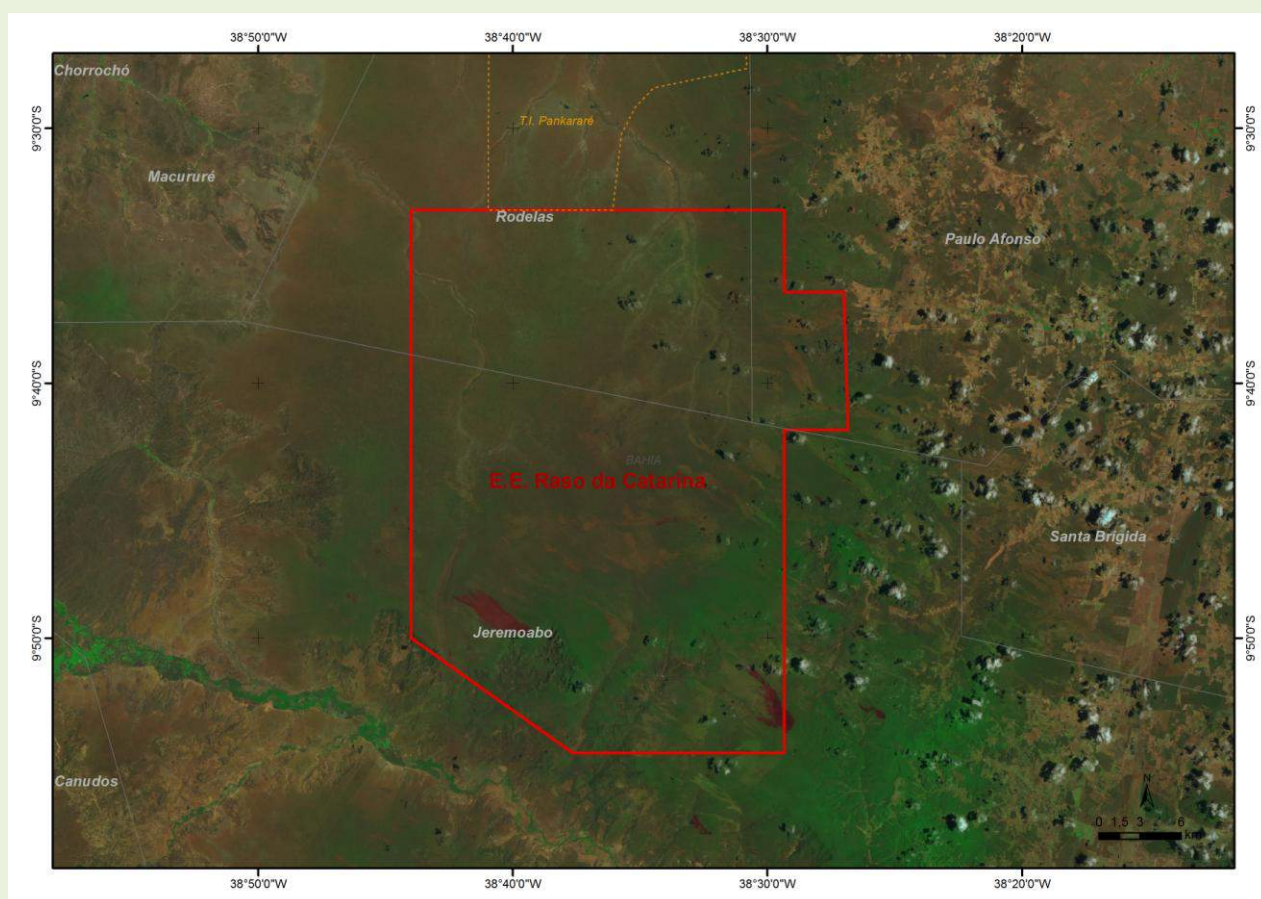 38°50'0"W 38°40'0"W 38°30'0"W 38°20'0"W
Chorrochó
9°30'0"S T.I. Pankararé 9°30'0"S
Macururé
Rodelas
Paulo Afonso
9°40'0"S 9°40'0"S
BAHIA
E.E. Raso da Catarina
Santa Brígida
Jeremoabo
9°50'0"S 9°50'0"S
Canudos
N
0 1,5 3 6
km
38°50'0"W 38°40'0"W 38°30'0"W 38°20'0"W